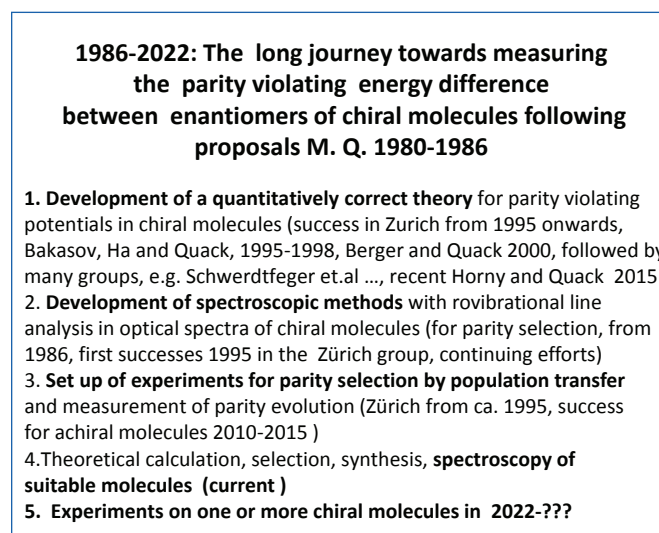 1986-2022: The long journey towards measuring
the parity violating energy difference
between enantiomers of chiral molecules following
proposals M. Q. 1980-1986
1. Development of a quantitatively correct theory for parity violating
potentials in chiral molecules (success in Zurich from 1995 onwards,
Bakasov, Ha and Quack, 1995-1998, Berger and Quack 2000, followed by
many groups, e.g. Schwerdtfeger et.al ..., recent Horny and Quack 2015
2. Development of spectroscopic methods with rovibrational line
analysis in optical spectra of chiral molecules (for parity selection, from
1986, first successes 1995 in the Zürich group, continuing efforts)
3. Set up of experiments for parity selection by population transfer
and measurement of parity evolution (Zürich from ca. 1995, success
for achiral molecules 2010-2015 )
4.Theoretical calculation, selection, synthesis, spectroscopy of
suitable molecules (current )
5. Experiments on one or more chiral molecules in 2022-???